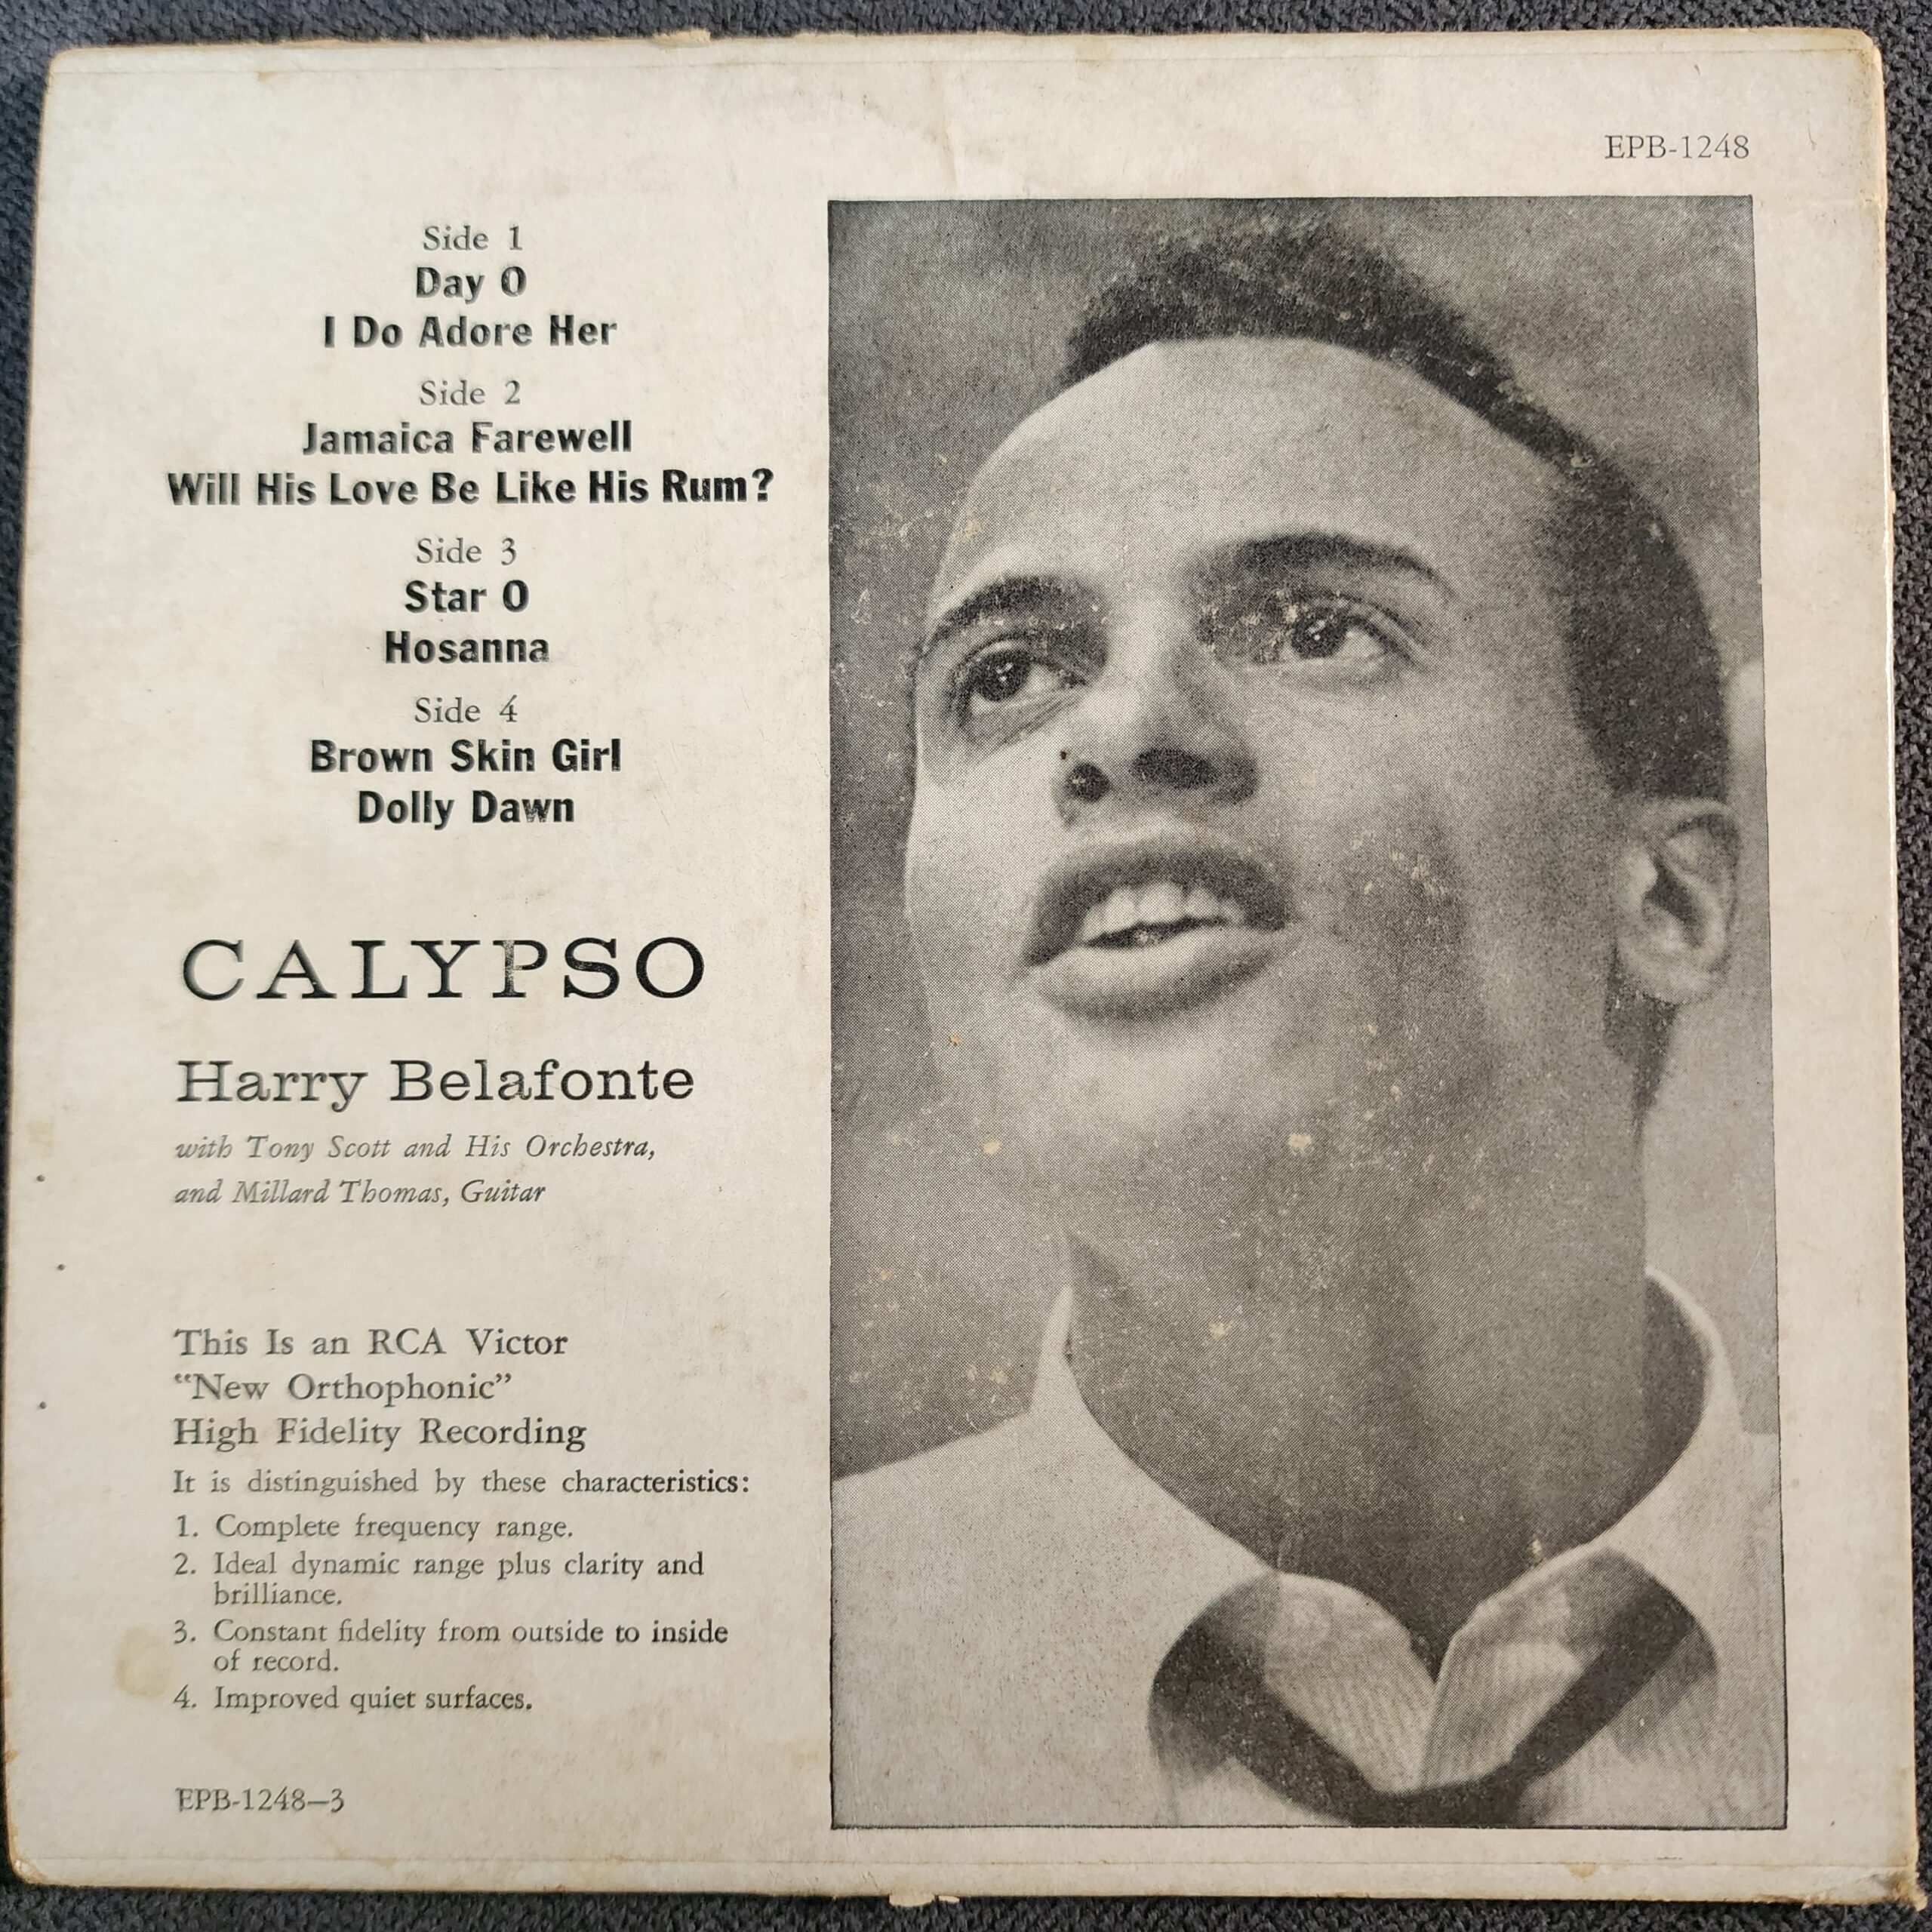 EPB-1248
Side 1
Day O
I Do Adore Her
Side 2
Jamaica Farewell
Will His Love Be Like His Rum?
Side 3
Star O
Hosanna
Side 4
Brown Skin Girl
Dolly Dawn
CALYPSO
Harry Belafonte
with Tony Scott and His Orchestra,
and Millard Thomas, Guitar
This Is an RCA Victor
“New Orthophonic”
High Fidelity Recording
It is distinguished by these characteristics:
1. Complete frequency range.
2. Ideal dynamic range plus clarity and
brilliance.
3. Constant fidelity from outside to inside
of record.
4. Improved quiet surfaces.
EPB-1248—3